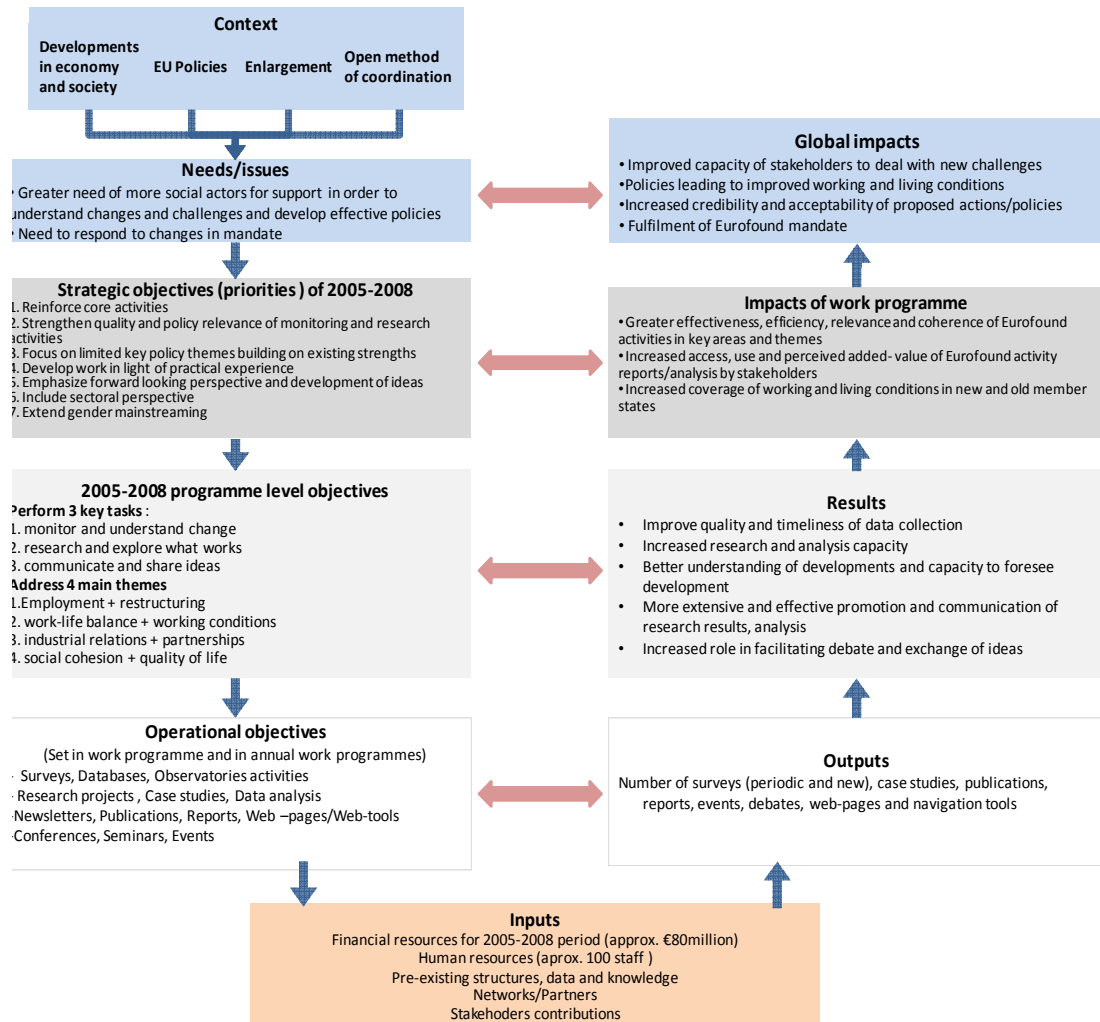 Context
Developments
in economy
and society
EU Policies
Enlargement
Open method
of coordination
Needs/issues
• Greater need of more social actors for support in order to
understand changes and challenges and develop effective policies
• Need to respond to changes in mandate
Strategic objectives (priorities ) of 2005-2008
1. Reinforce core activities
2. Strengthen quality and policy relevance of monitoring and research
activities
3. Focus on limited key policy themes building on existing strengths
4. Develop work in light of practical experience
5. Emphasize forward looking perspective and development of ideas
6. Include sectoral perspective
7. Extend gender mainstreaming
2005-2008 programme level objectives
Perform 3 key tasks :
1. monitor and understand change
2. research and explore what works
3. communicate and share ideas
Address 4 main themes
1.Employment + restructuring
2. work-life balance + working conditions
3. industrial relations + partnerships
4. social cohesion + quality of life
Operational objectives
(Set in work programme and in annual work programmes)
- Surveys, Databases, Observatories activities
- Research projects , Case studies, Data analysis
-Newsletters, Publications, Reports, Web –pages/Web-tools
-Conferences, Seminars, Events
Global impacts
• Improved capacity of stakeholders to deal with new challenges
•Policies leading to improved working and living conditions
•Increased credibility and acceptability of proposed actions/policies
• Fulfilment of Eurofound mandate
Impacts of work programme
•Greater effectiveness, efficiency, relevance and coherence of Eurofound
activities in key areas and themes
•Increased access, use and perceived added- value of Eurofound activity
reports/analysis by stakeholders
•Increased coverage of working and living conditions in new and old member
states
Results
• Improve quality and timeliness of data collection
• Increased research and analysis capacity
• Better understanding of developments and capacity to foresee
development
• More extensive and effective promotion and communication of
research results, analysis
• Increased role in facilitating debate and exchange of ideas
Outputs
Number of surveys (periodic and new), case studies, publications,
reports, events, debates, web-pages and navigation tools
Inputs
Financial resources for 2005-2008 period (approx. €80million)
Human resources (aprox. 100 staff )
Pre-existing structures, data and knowledge
Networks/Partners
Stakehoders contributions